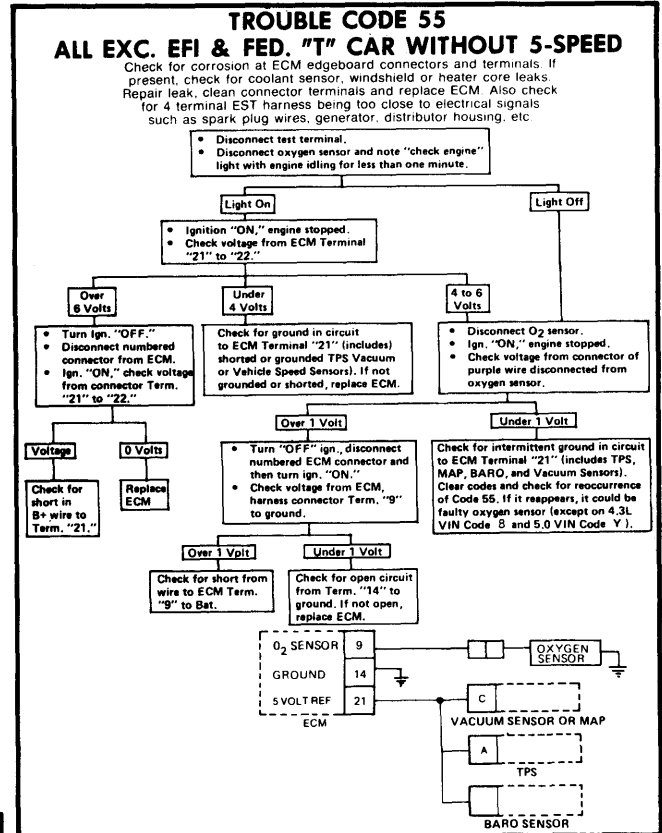 TROUBLE CODE 55
ALL EXC. EFI & FED. "T" CAR WITHOUT 5-SPEED
Check for corrosion at ECM edgeboard connectors and terminals. If
present, check for coolant sensor, windshield or heater core leaks.
Repair leak, clean connector terminals and replace ECM. Also check
for 4 terminal EST harness being too close to electrical signals
such as spark plug wires, generator, distributor housing, etc.
• Disconnect test terminal.
• Disconnect oxygen sensor and note "check engine"
light with engine idling for less than one minute.
Light On
Light Off
• Ignition "ON," engine stopped.
• Check voltage from ECM Terminal
"21" to "22."
Over
6 Volts
Under
4 Volts
4 to 6
Volts
• Turn Ign. "OFF."
• Disconnect numbered
connector from ECM.
• Ign. "ON," check voltage
from connector Term.
"21" to "22."
Check for ground in circuit
to ECM Terminal "21" (includes)
shorted or grounded TPS Vacuum
or Vehicle Speed Sensors). If not
grounded or shorted, replace ECM.
• Disconnect O2 sensor.
• Ign. "ON," engine stopped.
• Check voltage from connector of
purple wire disconnected from
oxygen sensor.
Voltage
0 Volts
Check for
short in
B+ wire to
Term. "21."
Replace
ECM
Over 1 Volt
Under 1 Volt
• Turn "OFF" ign., disconnect
numbered ECM connector and
then turn ign. "ON."
• Check voltage from ECM,
harness connector Term. "9"
to ground.
Check for intermittent ground in circuit
to ECM Terminal "21" (includes TPS,
MAP, BARO, and Vacuum Sensors).
Clear codes and check for reoccurrence
of Code 55. If it reappears, it could be
faulty oxygen sensor (except on 4.3L
VIN Code 8 and 5.0 VIN Code Y ).
Over 1 Vplt
Under 1 Volt
Check for short from
wire to ECM Term.
"9" to Bat.
Check for open circuit
from Term. "14" to
ground. If not open,
replace ECM.
O2 SENSOR 9
OXYGEN
SENSOR
GROUND 14
5 VOLT REF 21
ECM
C
VACUUM SENSOR OR MAP
A
TPS
BARO SENSOR